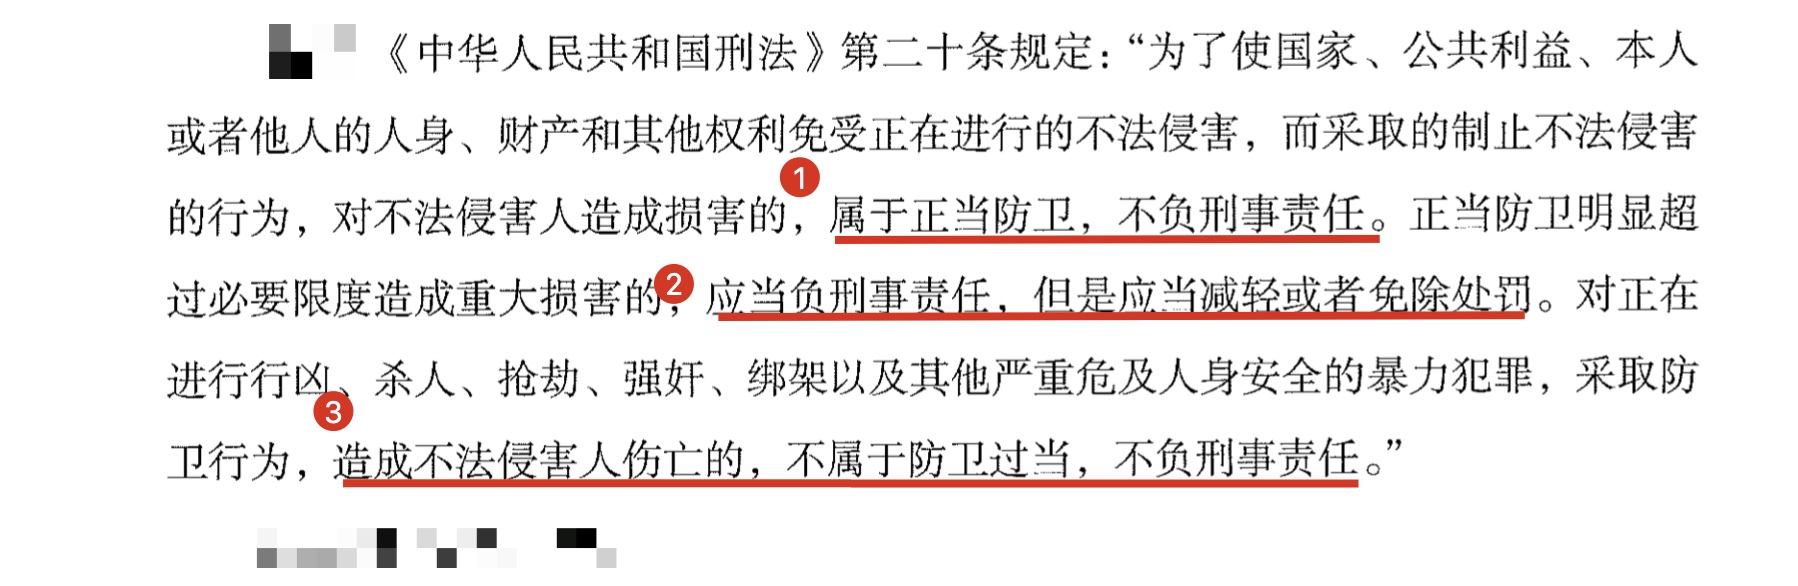 《中华人民共和国刑法》第二十条规定：“为了使国家、公共利益、本人
或者他人的人身、财产和其他权利免受正在进行的不法侵害，而采取的制止不法侵害
①
的行为，对不法侵害人造成损害的，属于正当防卫，不负刑事责任。正当防卫明显超
②
过必要限度造成重大损害的，应当负刑事责任，但是应当减轻或者免除处罚。对正在
进行行凶、杀人、抢劫、强奸、绑架以及其他严重危及人身安全的暴力犯罪，采取防
③
卫行为，造成不法侵害人伤亡的，不属于防卫过当，不负刑事责任。”